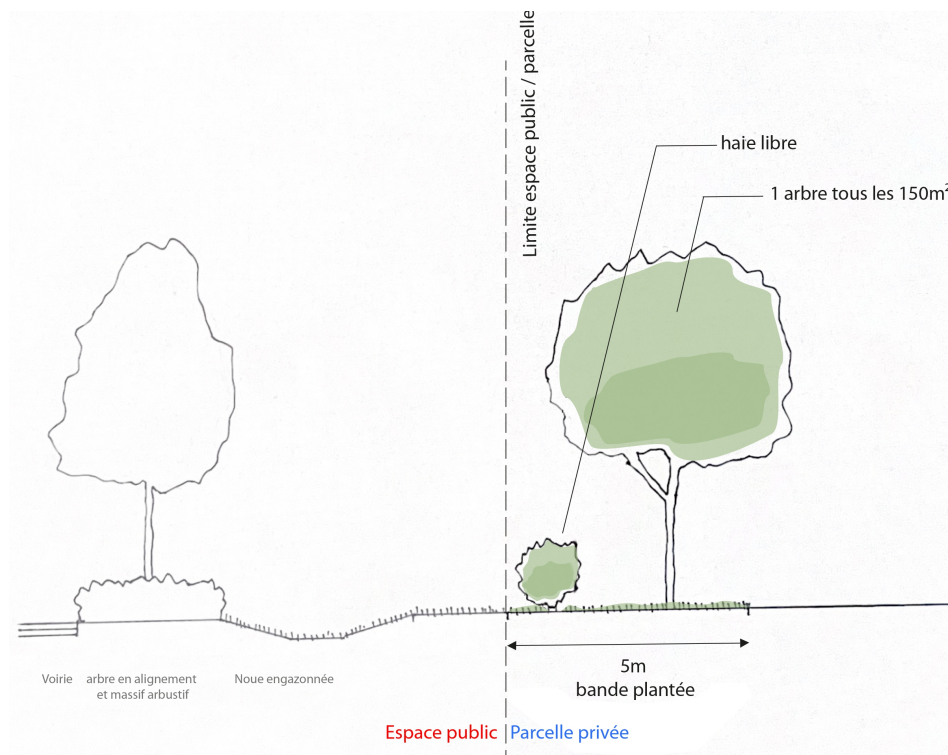 Limite espace public / parcelle
haie libre
1 arbre tous les 150m²
5m
bande plantée
Voirie
arbre en alignement
et massif arbustif
Noue engazonnée
Espace public
Parcelle privée